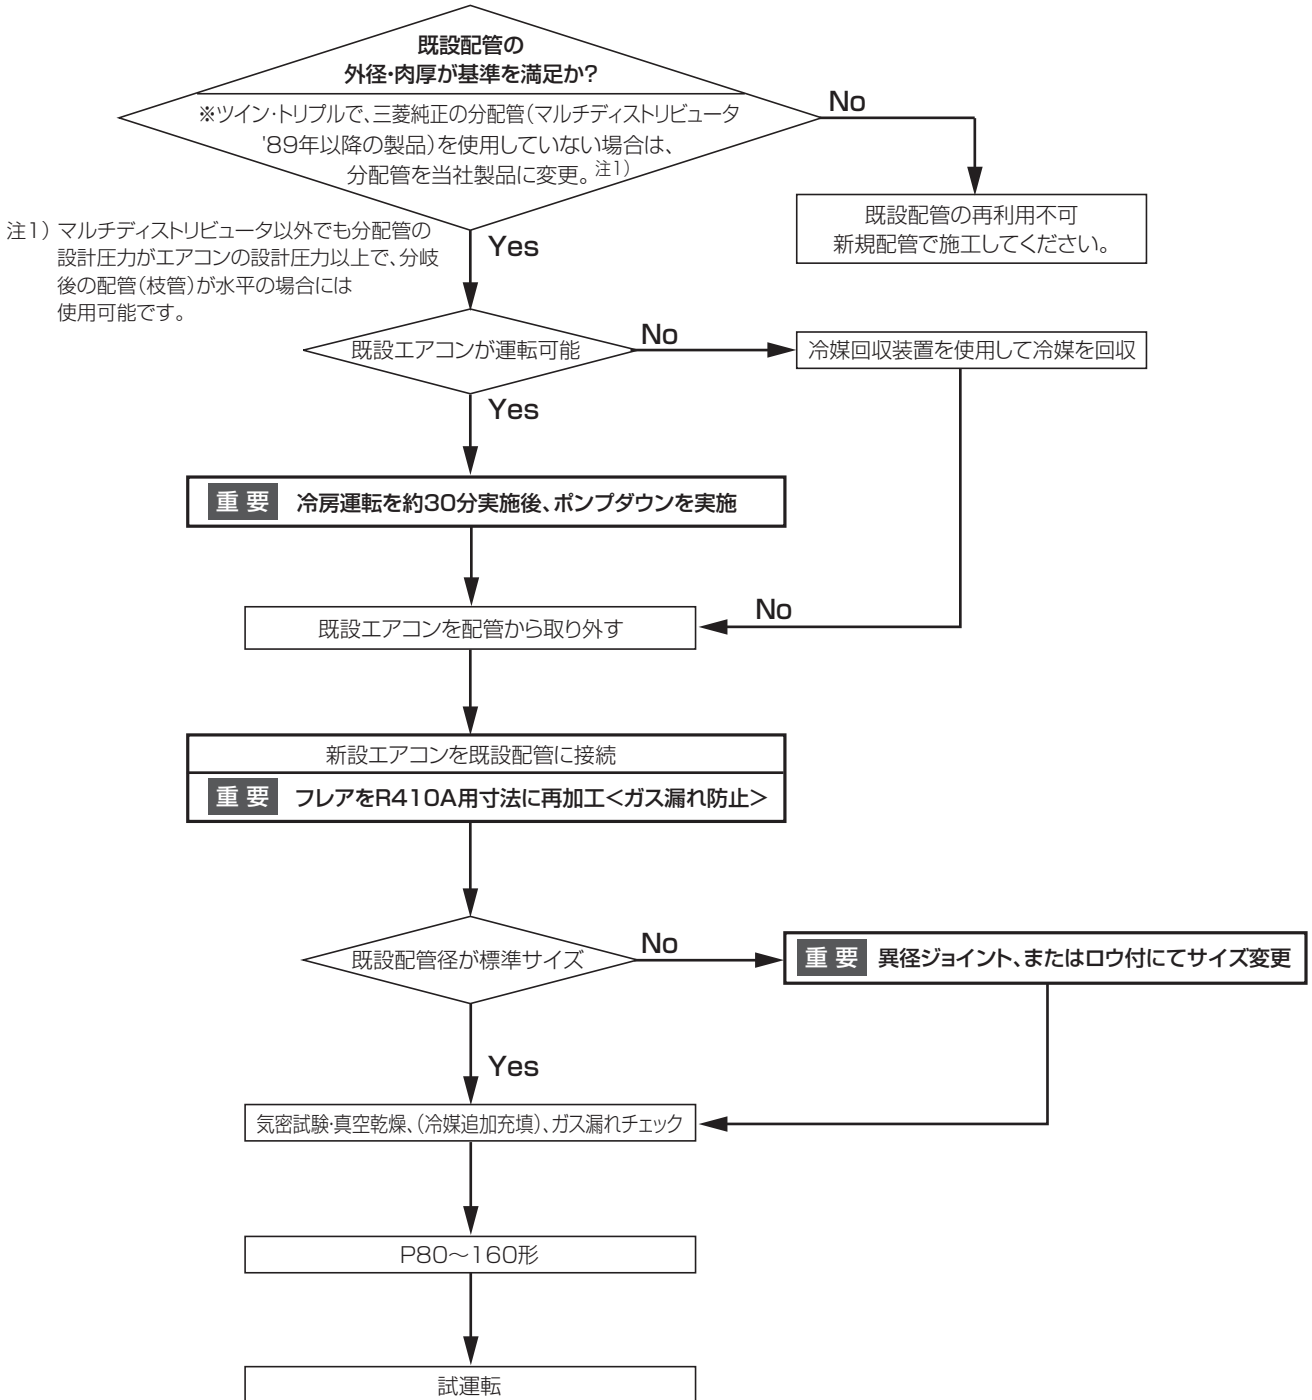 既設配管の
外径・肉厚が基準を満足か?
※ツイン・トリプルで、三菱純正の分配管(マルチディストリビュータ
'89年以降の製品)を使用していない場合は、
分配管を当社製品に変更。注1)
No
既設配管の再利用不可
新規配管で施工してください。
注1) マルチディストリビュータ以外でも分配管の
設計圧力がエアコンの設計圧力以上で、分岐
後の配管(枝管)が水平の場合には
使用可能です。
Yes
既設エアコンが運転可能
No
冷媒回収装置を使用して冷媒を回収
Yes
重要 冷房運転を約30分実施後、ポンプダウンを実施
No
既設エアコンを配管から取り外す
新設エアコンを既設配管に接続
重要 フレアをR410A用寸法に再加工<ガス漏れ防止>
既設配管径が標準サイズ
No
重要 異径ジョイント、またはロウ付にてサイズ変更
Yes
気密試験・真空乾燥、(冷媒追加充填)、ガス漏れチェック
P80〜160形
試運転